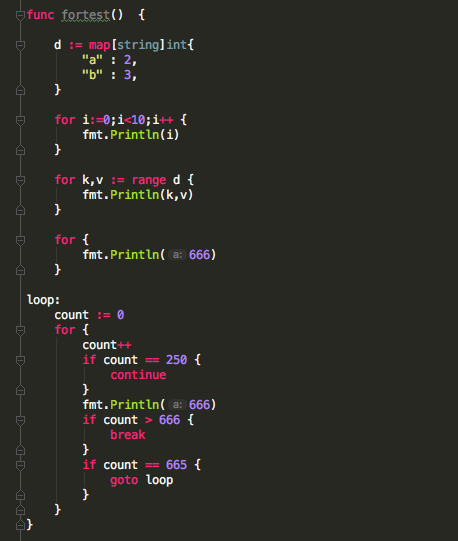 func fortest()  {
    d := map[string]int{
        "a" : 2,
        "b" : 3,
    }
    for i:=0;i<10;i++ {
        fmt.Println(i)
    }
    for k,v := range d {
        fmt.Println(k,v)
    }
    for {
        fmt.Println( a: 666)
    }
loop:
    count := 0
    for {
        count++
        if count == 250 {
            continue
        }
        fmt.Println( a: 666)
        if count > 666 {
            break
        }
        if count == 665 {
            goto loop
        }
    }
}